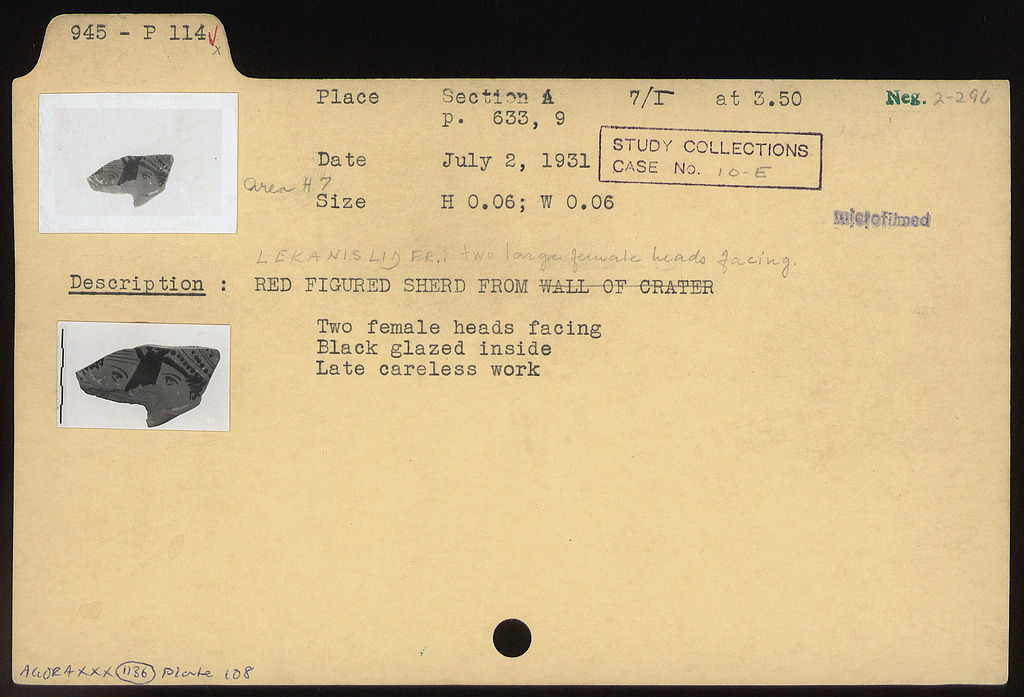 945 - P 114
x
Place Section A 7/Γ at 3.50 Neg. 2-296
p. 633, 9
STUDY COLLECTIONS
CASE No. 10-E
Date July 2, 1931
area H 7
Size H 0.06; W 0.06
microfilmed
LEKANIS LID FR.: two large female heads facing.
Description : RED FIGURED SHERD FROM WALL OF CRATER
Two female heads facing
Black glazed inside
Late careless work
AGORA XXX 1136 Plate 108